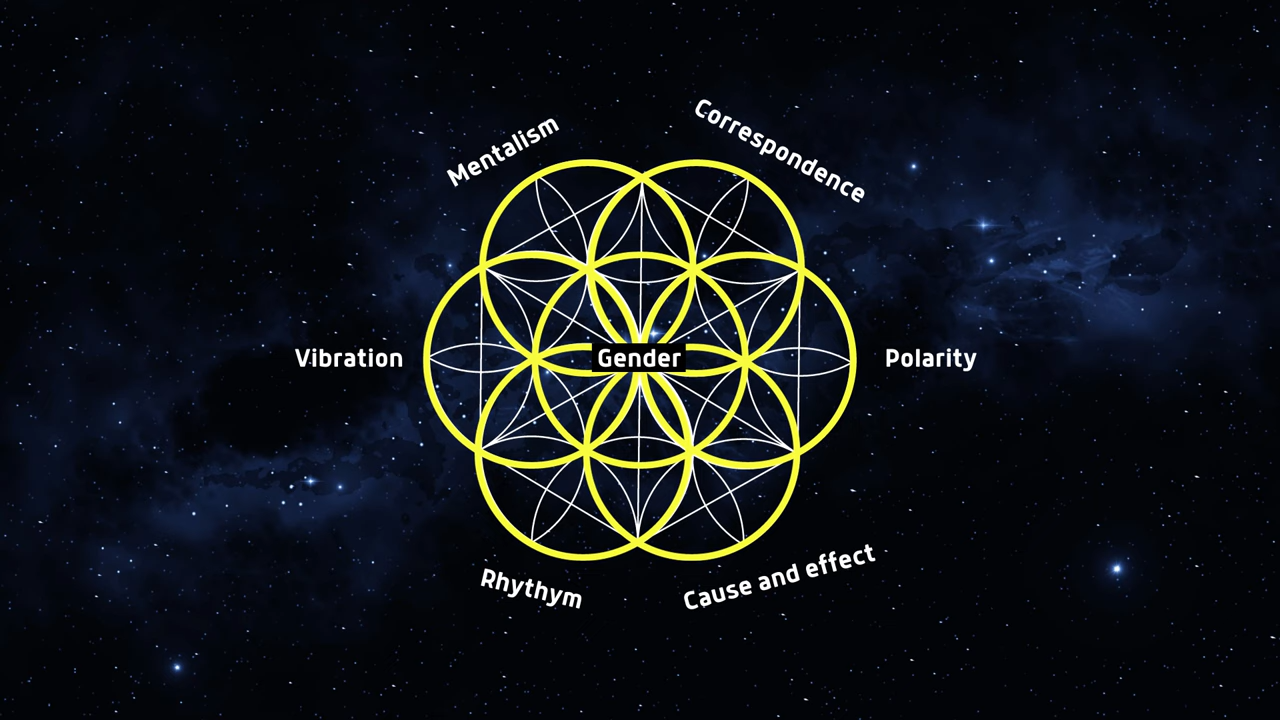 Mentalism
Correspondence
Vibration
Gender
Polarity
Rhythym
Cause and effect